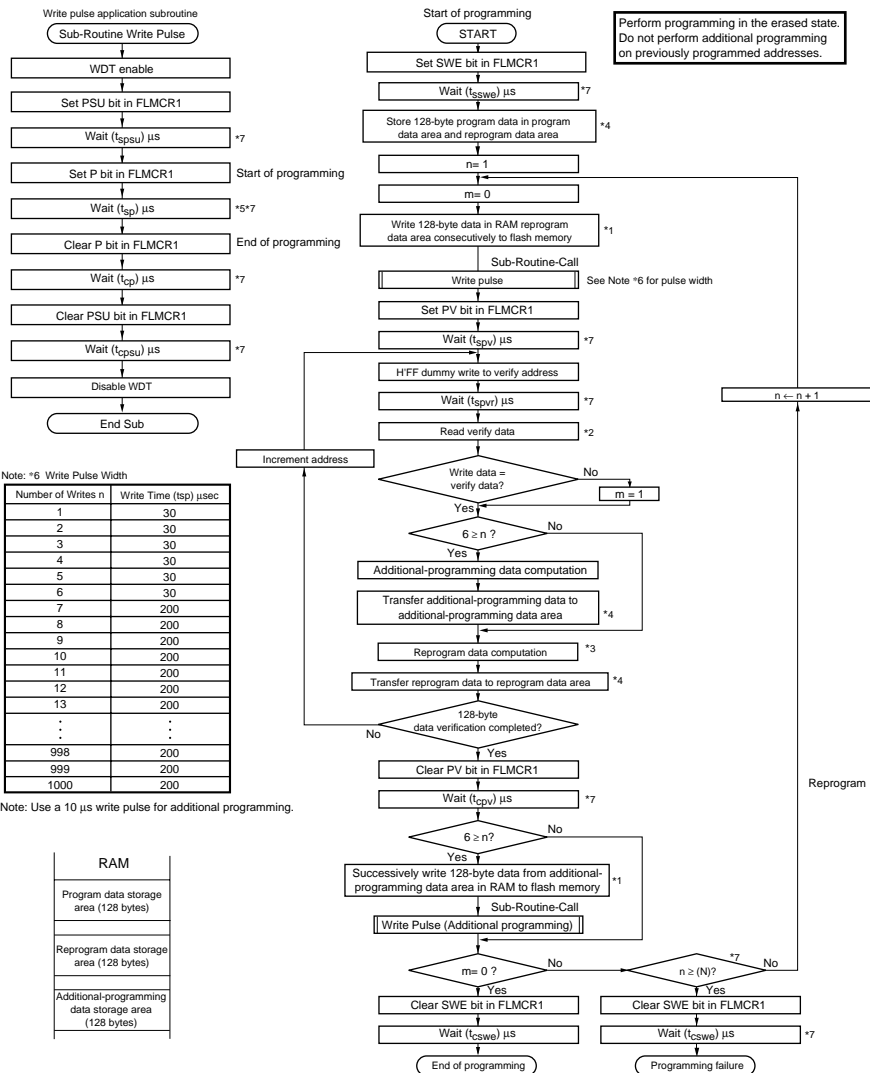 Write pulse application subroutine
Sub-Routine Write Pulse
WDT enable
Set PSU bit in FLMCR1
Wait (tspsu) μs
*7
Set P bit in FLMCR1
Start of programming
Wait (tsp) μs
*5*7
Clear P bit in FLMCR1
End of programming
Wait (tcp) μs
*7
Clear PSU bit in FLMCR1
Wait (tcpsu) μs
*7
Disable WDT
End Sub
Note: *6 Write Pulse Width
Number of Writes n Write Time (tsp) μsec
1 30
2 30
3 30
4 30
5 30
6 30
7 200
8 200
9 200
10 200
11 200
12 200
13 200
. .
. .
. .
998 200
999 200
1000 200
Note: Use a 10 μs write pulse for additional programming.
RAM
Program data storage
area (128 bytes)
Reprogram data storage
area (128 bytes)
Additional-programming
data storage area
(128 bytes)
Start of programming
START
Perform programming in the erased state.
Do not perform additional programming
on previously programmed addresses.
Set SWE bit in FLMCR1
Wait (tsswe) μs
*7
Store 128-byte program data in program
data area and reprogram data area
*4
n= 1
m= 0
Write 128-byte data in RAM reprogram
data area consecutively to flash memory
*1
Sub-Routine-Call
Write pulse
See Note *6 for pulse width
Set PV bit in FLMCR1
Wait (tspv) μs
*7
H'FF dummy write to verify address
Wait (tspvr) μs
*7
Read verify data
*2
Increment address
Write data =
verify data?
No
m = 1
Yes
6 ≥ n ?
No
Yes
Additional-programming data computation
Transfer additional-programming data to
additional-programming data area
*4
Reprogram data computation
*3
Transfer reprogram data to reprogram data area
*4
128-byte
data verification completed?
No
Yes
Clear PV bit in FLMCR1
Wait (tcpv) μs
*7
6 ≥ n?
No
Yes
Successively write 128-byte data from additional-
programming data area in RAM to flash memory
*1
Sub-Routine-Call
Write Pulse (Additional programming)
m= 0 ?
No
Yes
Clear SWE bit in FLMCR1
Wait (tcswe) μs
End of programming
n ≥ (N)?
*7
No
Yes
Clear SWE bit in FLMCR1
Wait (tcswe) μs
*7
Programming failure
n ← n + 1
Reprogram